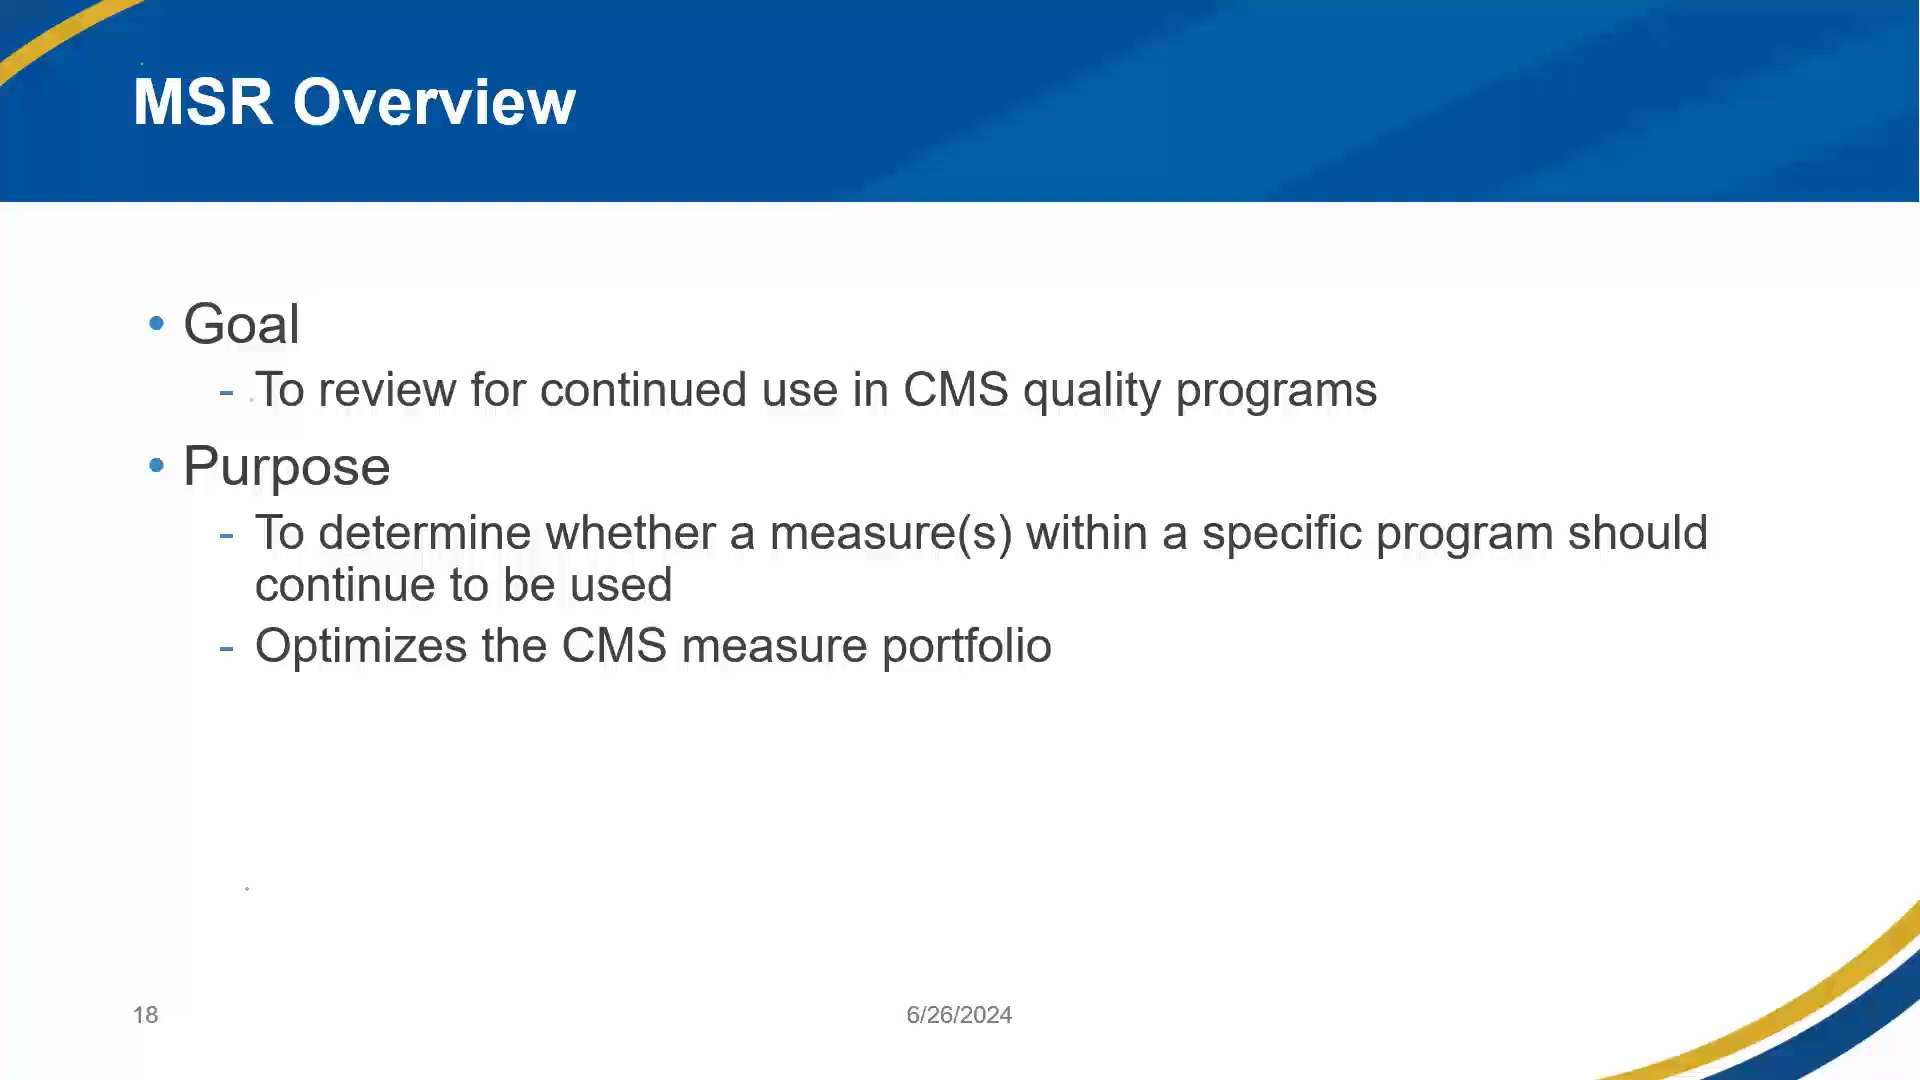 MSR Overview
• Goal
- To review for continued use in CMS quality programs
• Purpose
- To determine whether a measure(s) within a specific program should
continue to be used
- Optimizes the CMS measure portfolio
18
6/26/2024